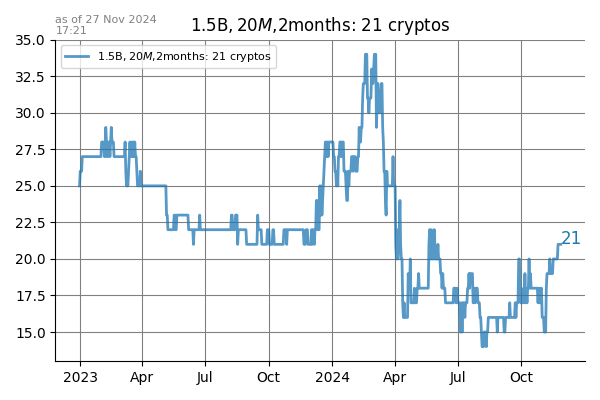 as of 27 Nov 2024
17:21
1.5B, 20M,2months: 21 cryptos
1.5B, 20M,2months: 21 cryptos
35.0
32.5
30.0
27.5
25.0
22.5
20.0
17.5
15.0
21
2023 Apr Jul Oct 2024 Apr Jul Oct